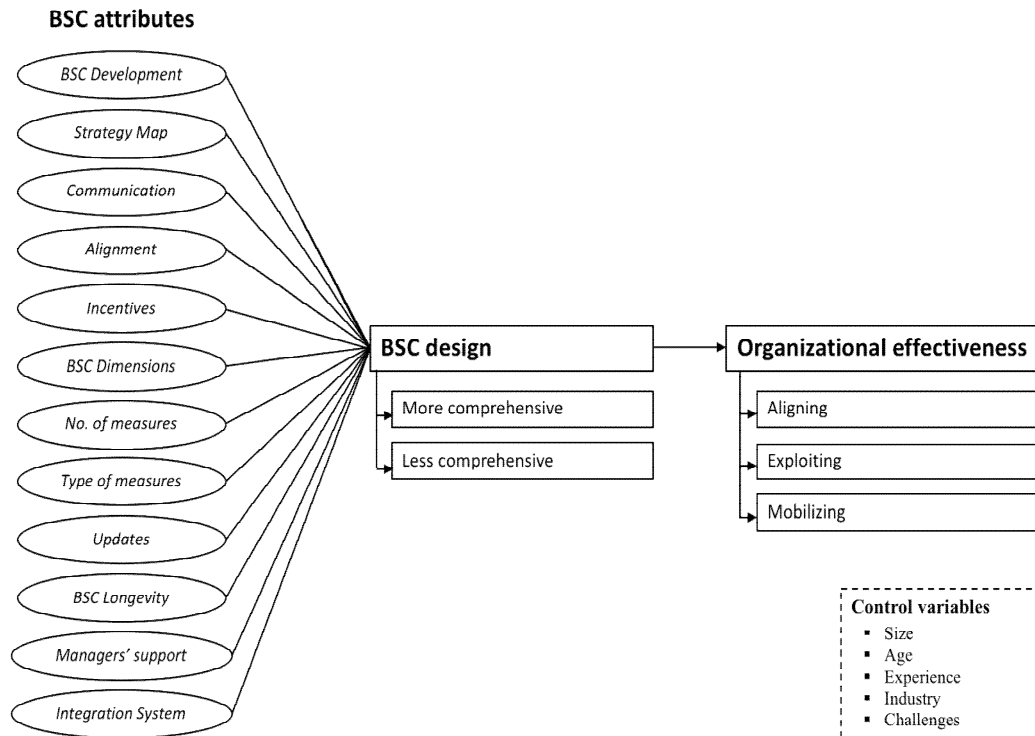 BSC attributes
BSC Development
Strategy Map
Communication
Alignment
Incentives
BSC Dimensions
No. of measures
Type of measures
Updates
BSC Longevity
Managers' support
Integration System
BSC design
More comprehensive
Less comprehensive
Organizational effectiveness
Aligning
Exploiting
Mobilizing
Control variables
▪ Size
▪ Age
▪ Experience
▪ Industry
▪ Challenges